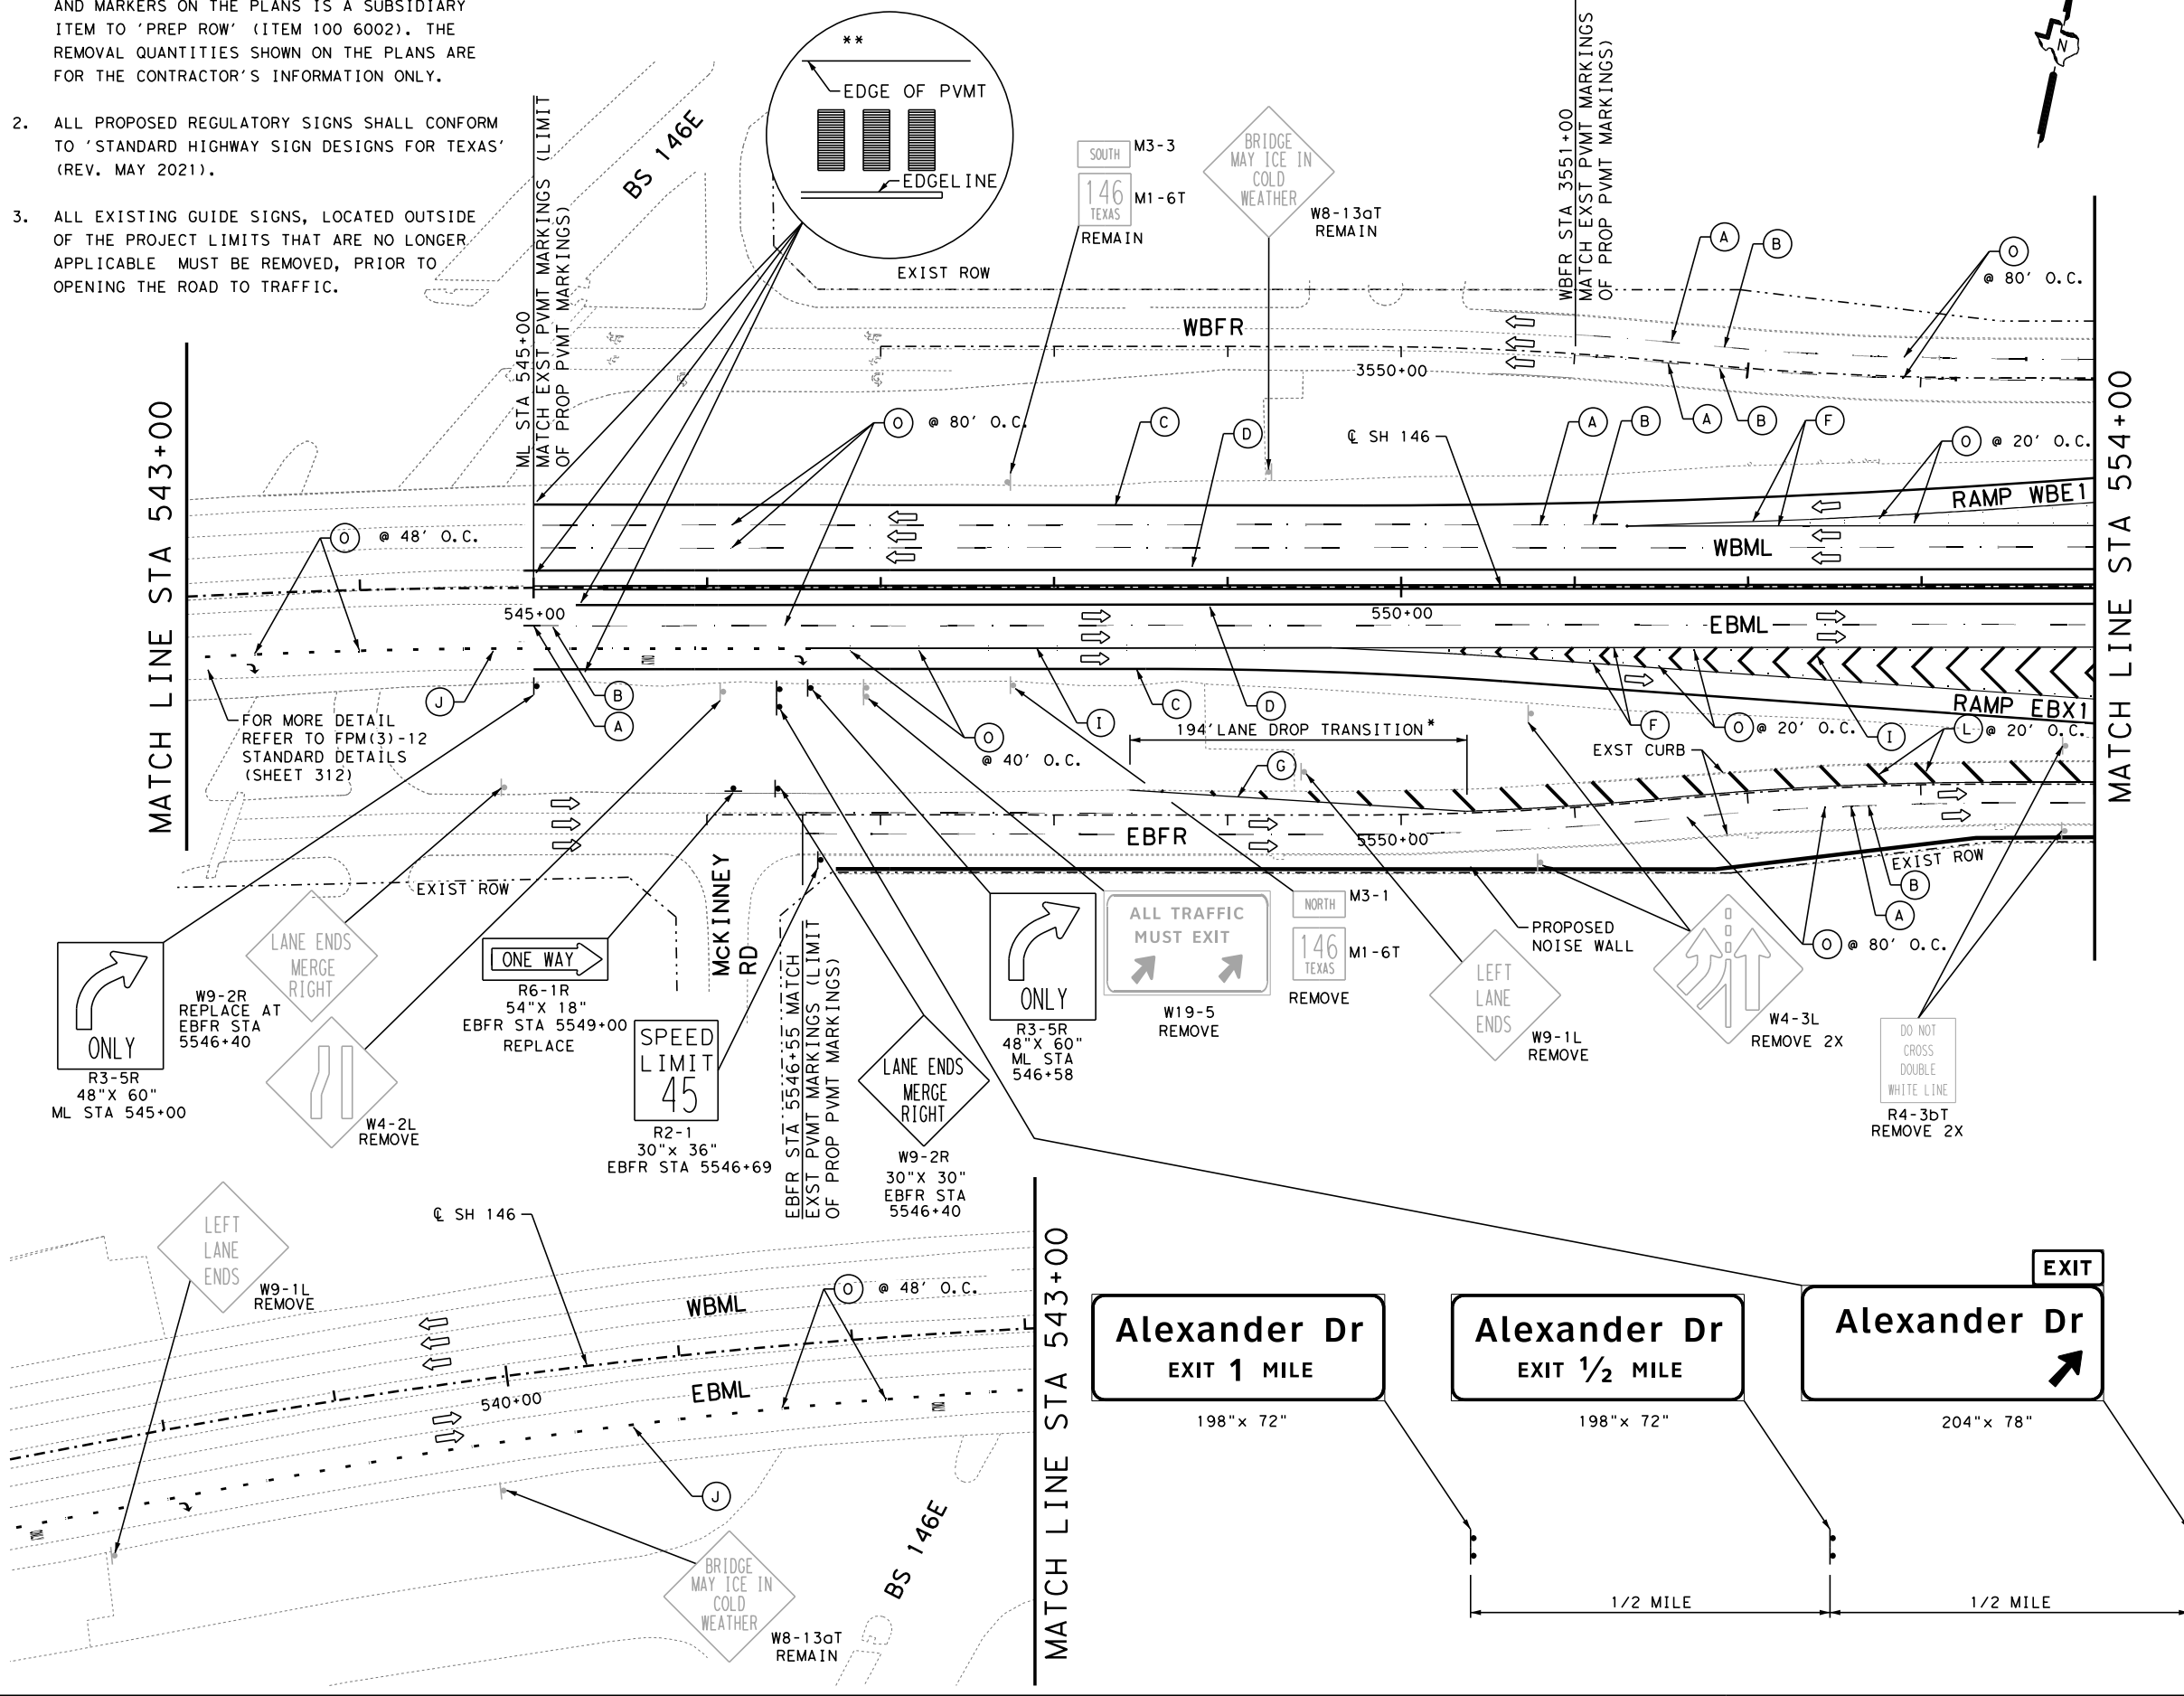 AND MARKERS ON THE PLANS IS A SUBSIDIARY
ITEM TO 'PREP ROW' (ITEM 100 6002). THE
REMOVAL QUANTITIES SHOWN ON THE PLANS ARE
FOR THE CONTRACTOR'S INFORMATION ONLY.
2. ALL PROPOSED REGULATORY SIGNS SHALL CONFORM
TO 'STANDARD HIGHWAY SIGN DESIGNS FOR TEXAS'
(REV. MAY 2021).
3. ALL EXISTING GUIDE SIGNS, LOCATED OUTSIDE
OF THE PROJECT LIMITS THAT ARE NO LONGER
APPLICABLE MUST BE REMOVED, PRIOR TO
OPENING THE ROAD TO TRAFFIC.
ML STA 545+00
MATCH EXST PVMT MARKINGS (LIMIT
OF PROP PVMT MARKINGS)
BS 146E
**
EDGE OF PVMT
EDGELINE
SOUTH
M3-3
146
TEXAS
M1-6T
REMAIN
BRIDGE
MAY ICE IN
COLD
WEATHER
W8-13aT
REMAIN
WBFR STA 3551+00
MATCH EXST PVMT MARKINGS
OF PROP PVMT MARKINGS)
N
A
B
O
@ 80' O.C.
EXIST ROW
WBFR
3550+00
A
B
O @ 80' O.C.
C
D
℄ SH 146
A
B
F
O @ 20' O.C.
MATCH LINE STA 543+00
MATCH LINE STA 554+00
RAMP WBE1
WBML
O @ 48' O.C.
545+00
550+00
EBML
J
B
A
FOR MORE DETAIL
REFER TO FPM(3)-12
STANDARD DETAILS
(SHEET 312)
O
@ 40' O.C.
I
C
D
194' LANE DROP TRANSITION*
F
O @ 20' O.C.
I
RAMP EBX1
L @ 20' O.C.
EXST CURB
G
EBFR
5550+00
EXIST ROW
EXIST ROW
McKINNEY
RD
B
A
O @ 80' O.C.
PROPOSED
NOISE WALL
ONLY
R3-5R
48"X 60"
ML STA 545+00
LANE ENDS
MERGE
RIGHT
W9-2R
REPLACE AT
EBFR STA
5546+40
W4-2L
REMOVE
ONE WAY
R6-1R
54"X 18"
EBFR STA 5549+00
REPLACE
SPEED
LIMIT
45
R2-1
30"x 36"
EBFR STA 5546+69
EBFR STA 5546+55 MATCH
EXST PVMT MARKINGS (LIMIT
OF PROP PVMT MARKINGS)
LANE ENDS
MERGE
RIGHT
W9-2R
30"X 30"
EBFR STA
5546+40
ONLY
R3-5R
48"X 60"
ML STA
546+58
ALL TRAFFIC
MUST EXIT
W19-5
REMOVE
NORTH
M3-1
146
TEXAS
M1-6T
REMOVE
LEFT
LANE
ENDS
W9-1L
REMOVE
W4-3L
REMOVE 2X
DO NOT
CROSS
DOUBLE
WHITE LINE
R4-3bT
REMOVE 2X
LEFT
LANE
ENDS
W9-1L
REMOVE
℄ SH 146
WBML
O @ 48' O.C.
540+00
EBML
J
BRIDGE
MAY ICE IN
COLD
WEATHER
W8-13aT
REMAIN
BS 146E
MATCH LINE STA 543+00
Alexander Dr
EXIT 1 MILE
198"x 72"
Alexander Dr
EXIT 1/2 MILE
198"x 72"
EXIT
Alexander Dr
204"x 78"
1/2 MILE
1/2 MILE